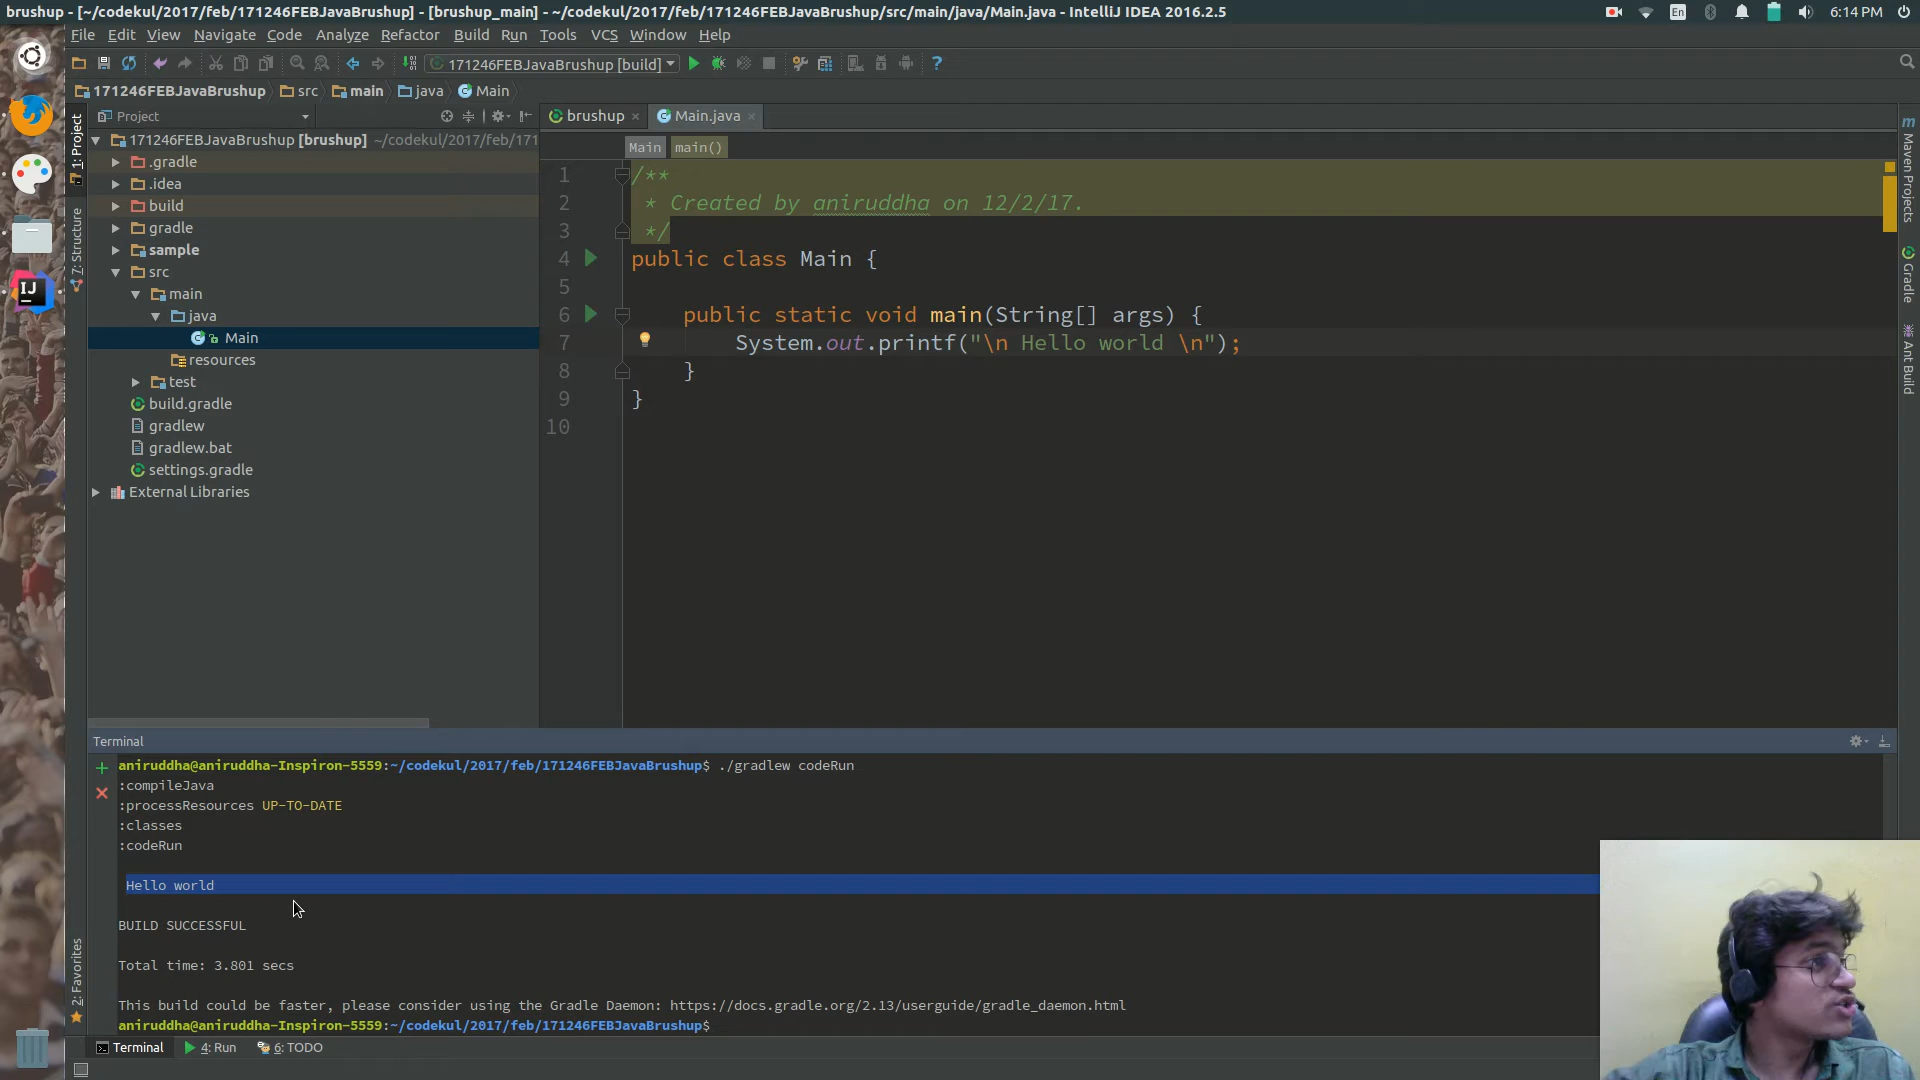 brushup - [~/codekul/2017/feb/171246FEBJavaBrushup] - [brushup_main] - ~/codekul/2017/feb/171246FEBJavaBrushup/src/main/java/Main.java - IntelliJ IDEA 2016.2.5
En
6:14 PM
File Edit View Navigate Code Analyze Refactor Build Run Tools VCS Window Help
171246FEBJavaBrushup [build]
171246FEBJavaBrushup src main java Main
Project
brushup
Main.java
Main main()
171246FEBJavaBrushup [brushup] ~/codekul/2017/feb/171
.gradle
.idea
build
gradle
sample
src
main
java
Main
resources
test
build.gradle
gradlew
gradlew.bat
settings.gradle
External Libraries
1: Project
7: Structure
2: Favorites
IJ
1 /**
2 * Created by aniruddha on 12/2/17.
3 */
4 public class Main {
5
6 public static void main(String[] args) {
7 System.out.printf("\n Hello world \n");
8 }
9 }
10
m Maven Projects
Gradle
Ant Build
Terminal
aniruddha@aniruddha-Inspiron-5559:~/codekul/2017/feb/171246FEBJavaBrushup$ ./gradlew codeRun
:compileJava
:processResources UP-TO-DATE
:classes
:codeRun
Hello world
BUILD SUCCESSFUL
Total time: 3.801 secs
This build could be faster, please consider using the Gradle Daemon: https://docs.gradle.org/2.13/userguide/gradle_daemon.html
aniruddha@aniruddha-Inspiron-5559:~/codekul/2017/feb/171246FEBJavaBrushup$
Terminal 4: Run 6: TODO